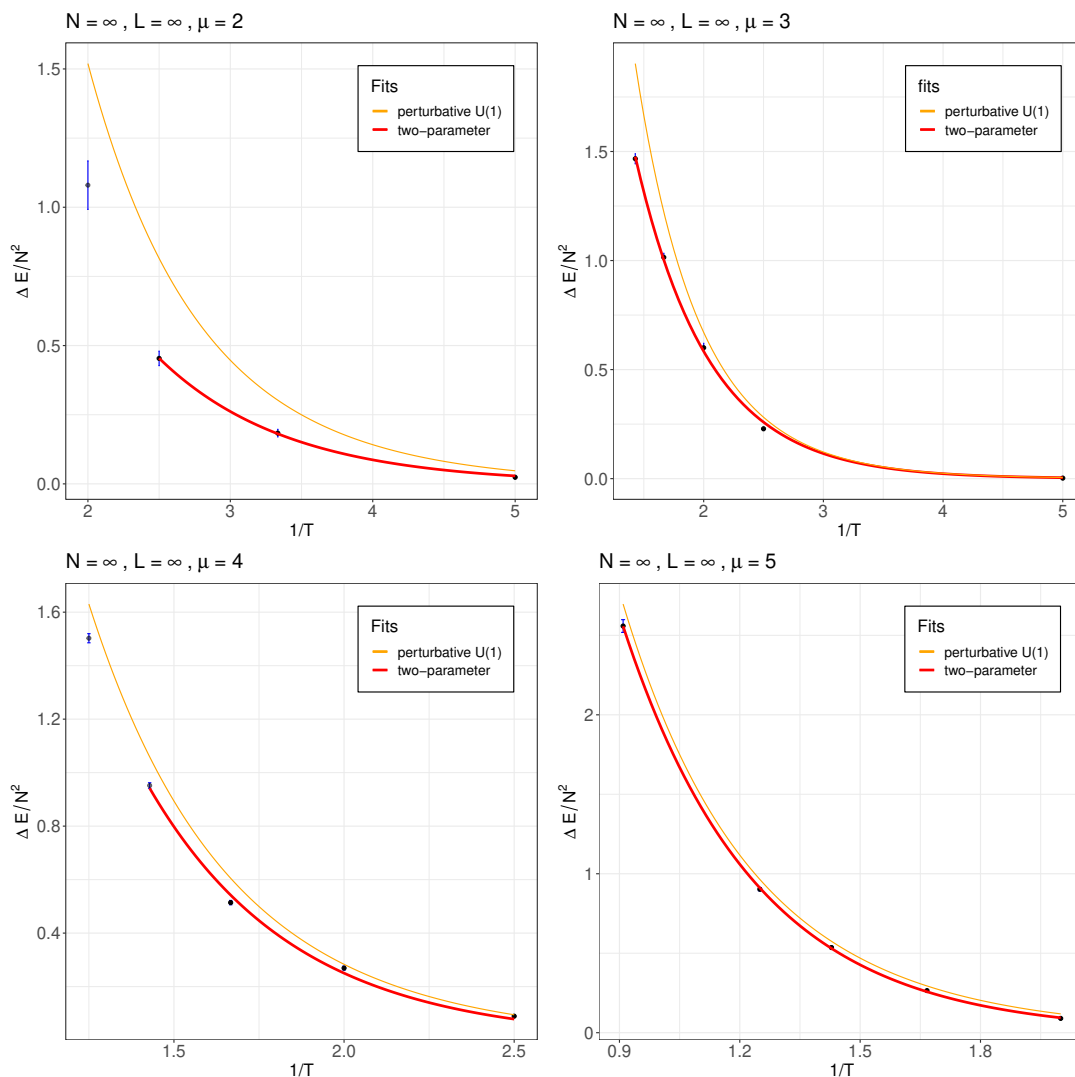 N = ∞ , L = ∞ , μ = 2
1.5
1.0
0.5
0.0
Δ E/N²
2
3
4
5
1/T
Fits
perturbative U(1)
two−parameter
N = ∞ , L = ∞ , μ = 3
1.5
1.0
0.5
0.0
Δ E/N²
2
3
4
5
1/T
fits
perturbative U(1)
two−parameter
N = ∞ , L = ∞ , μ = 4
1.6
1.2
0.8
0.4
Δ E/N²
1.5
2.0
2.5
1/T
Fits
perturbative U(1)
two−parameter
N = ∞ , L = ∞ , μ = 5
2
1
0
Δ E/N²
0.9
1.2
1.5
1.8
1/T
Fits
perturbative U(1)
two−parameter